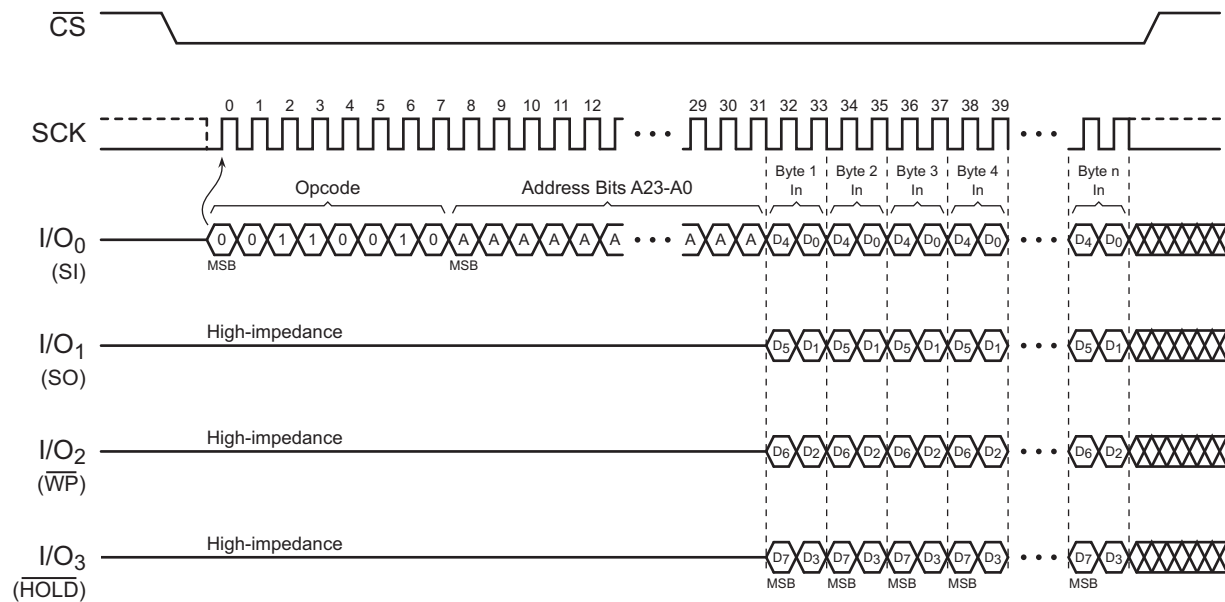 CS
SCK
0 1 2 3 4 5 6 7 8 9 10 11 12 29 30 31 32 33 34 35 36 37 38 39
Opcode Address Bits A23-A0 Byte 1 In Byte 2 In Byte 3 In Byte 4 In Byte n In
I/O0 (SI)
0 0 1 1 0 0 1 0 A A A A A A A A A D4 D0 D4 D0 D4 D0 D4 D0 D4 D0
MSB MSB
I/O1 (SO)
High-impedance
D5 D1 D5 D1 D5 D1 D5 D1 D5 D1
I/O2 (WP)
High-impedance
D6 D2 D6 D2 D6 D2 D6 D2 D6 D2
I/O3 (HOLD)
High-impedance
D7 D3 D7 D3 D7 D3 D7 D3 D7 D3
MSB MSB MSB MSB MSB